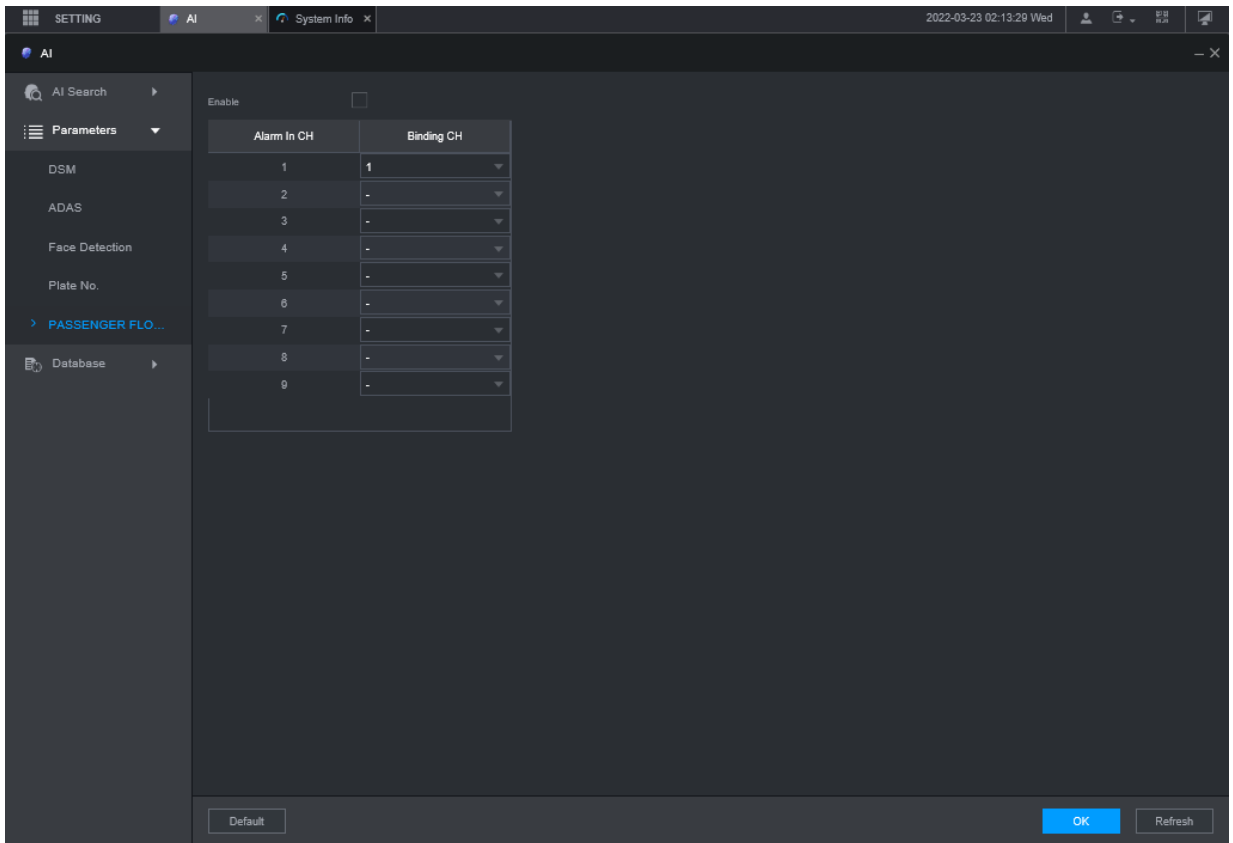 SETTING AI × System Info × 2022-03-23 02:13:29 Wed
AI
AI Search
Parameters
DSM
ADAS
Face Detection
Plate No.
PASSENGER FLO...
Database
Enable
Alarm In CH Binding CH
1 1
2 -
3 -
4 -
5 -
6 -
7 -
8 -
9 -
Default OK Refresh